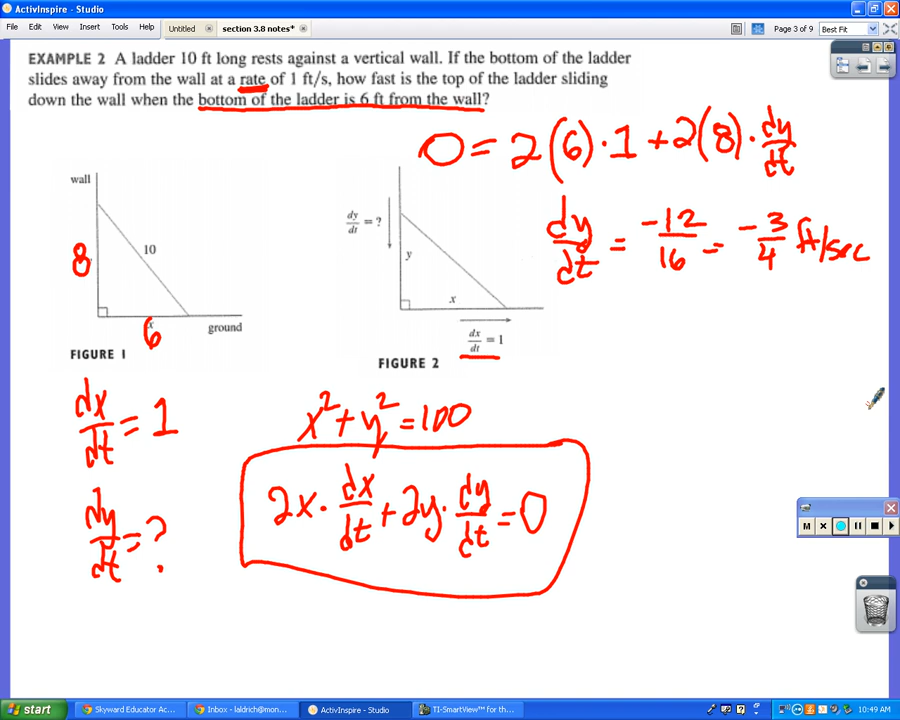 ActivInspire - Studio
File Edit View Insert Tools Help
Untitled
section 3.8 notes*
Page 3 of 9
Best Fit
EXAMPLE 2 A ladder 10 ft long rests against a vertical wall. If the bottom of the ladder
slides away from the wall at a rate of 1 ft/s, how fast is the top of the ladder sliding
down the wall when the bottom of the ladder is 6 ft from the wall?
0 = 2(6)·1 + 2(8)·dy/dt
dy/dt = -12/16 = -3/4 ft/sec
wall
8
10
6
ground
FIGURE 1
dy/dt = ?
y
x
dx/dt = 1
FIGURE 2
dx/dt = 1
dy/dt = ?
x² + y² = 100
2x · dx/dt + 2y · dy/dt = 0
M
start
Skyward Educator Ac...
Inbox - laldrich@mon...
ActivInspire - Studio
TI-SmartView™ for th...
10:49 AM